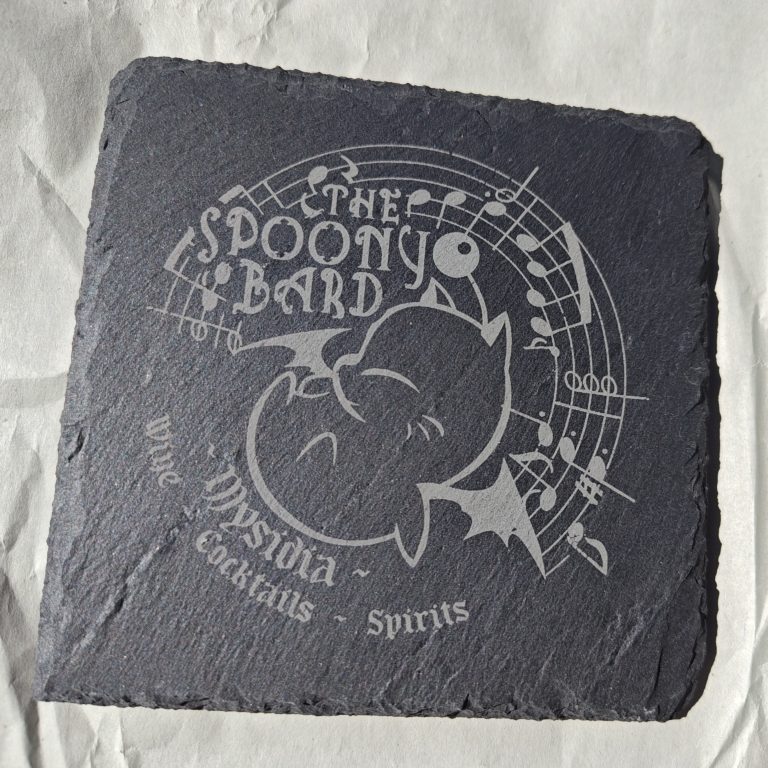 THE
SPOONY
BARD
~ Mysidia ~
Wine Cocktails ~ Spirits